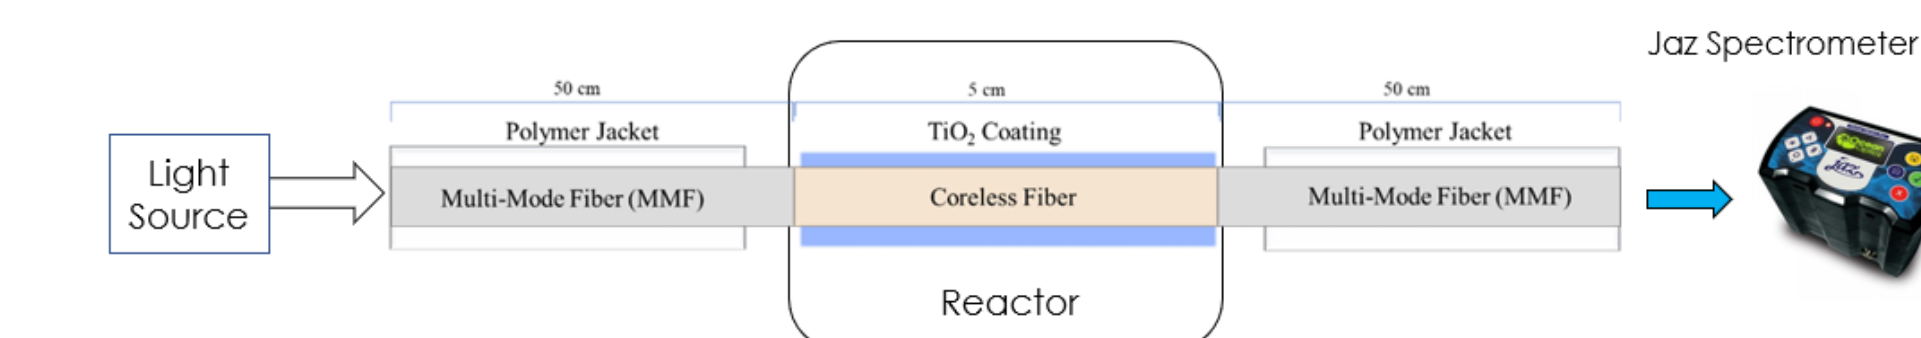 Jaz Spectrometer
50 cm
5 cm
50 cm
Polymer Jacket
TiO₂ Coating
Polymer Jacket
Light
Source
Multi-Mode Fiber (MMF)
Coreless Fiber
Multi-Mode Fiber (MMF)
Reactor